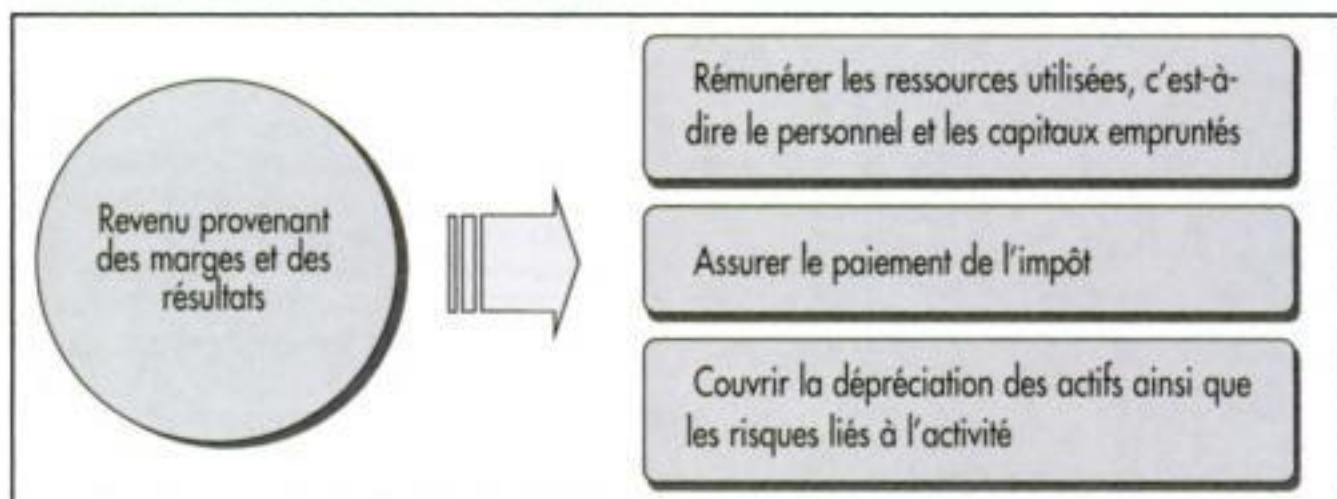 Revenu provenant
des marges et des
résultats
Rémunérer les ressources utilisées, c'est-à-
dire le personnel et les capitaux empruntés
Assurer le paiement de l'impôt
Couvrir la dépréciation des actifs ainsi que
les risques liés à l'activité